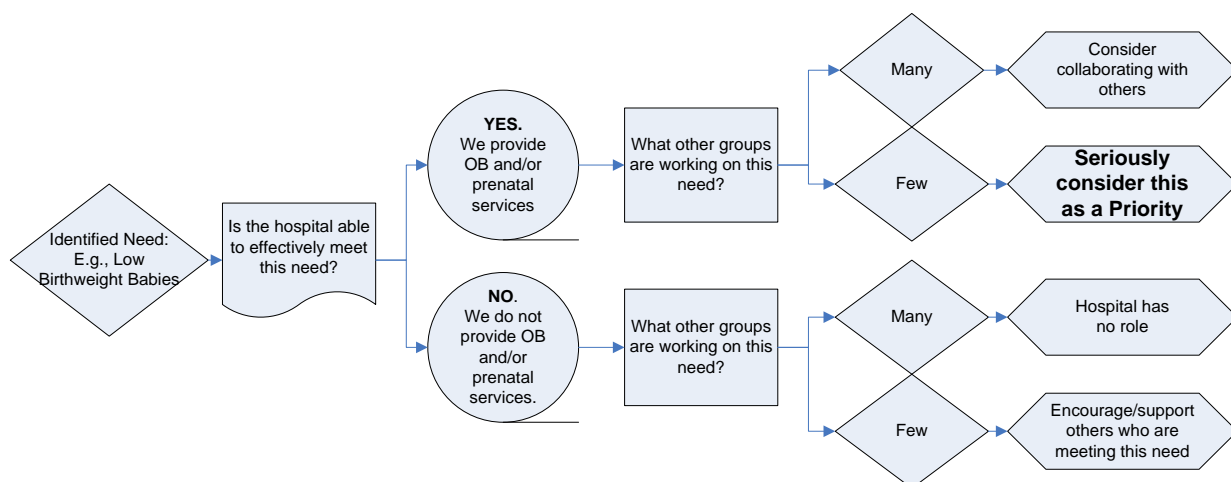 Identified Need:
E.g., Low
Birthweight Babies
Is the hospital able
to effectively meet
this need?
YES.
We provide
OB and/or
prenatal
services
What other groups
are working on this
need?
Many
Consider
collaborating with
others
Few
Seriously
consider this
as a Priority
NO.
We do not
provide OB
and/or
prenatal
services.
What other groups
are working on this
need?
Many
Hospital has
no role
Few
Encourage/support
others who are
meeting this need